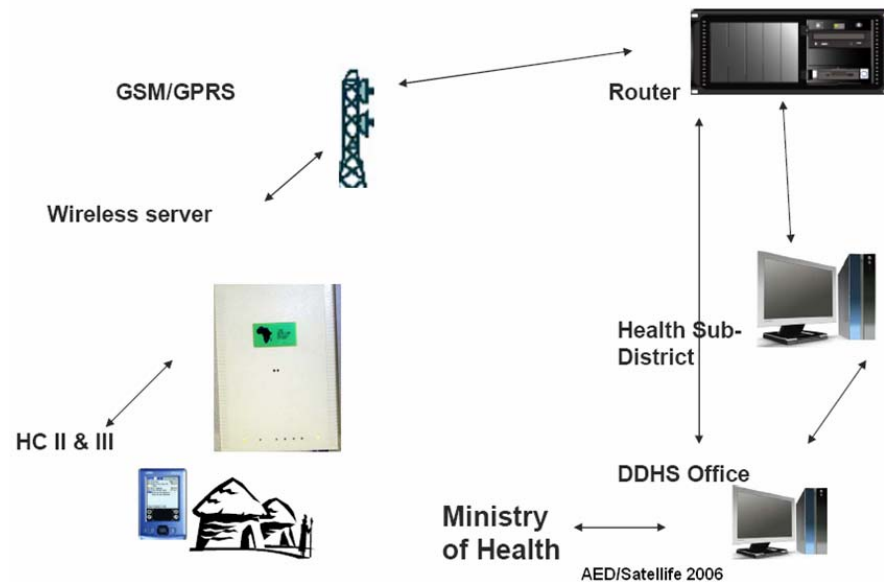 GSM/GPRS
Router
Wireless server
Health Sub-
District
HC II & III
DDHS Office
Ministry
of Health
AED/Satellife 2006